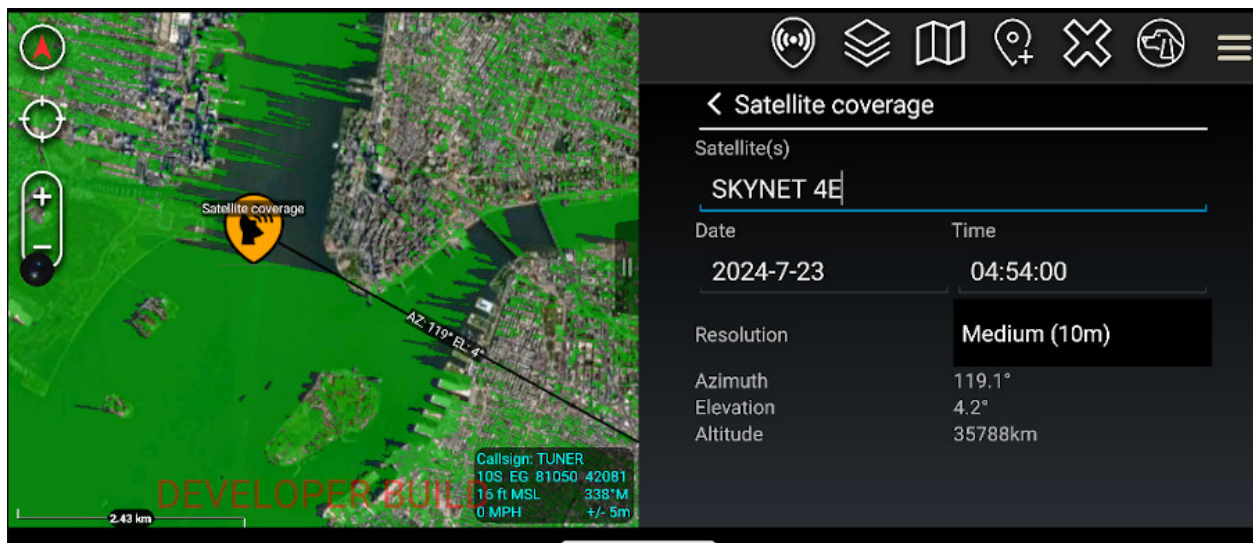 Satellite coverage
AZ: 119° EL: 4°
Callsign: TUNER
10S EG 81050 42081
16 ft MSL 338°M
0 MPH +/- 5m
DEVELOPER BUILD
2.43 km
Satellite coverage
Satellite(s)
SKYNET 4E
Date Time
2024-7-23 04:54:00
Resolution Medium (10m)
Azimuth 119.1°
Elevation 4.2°
Altitude 35788km